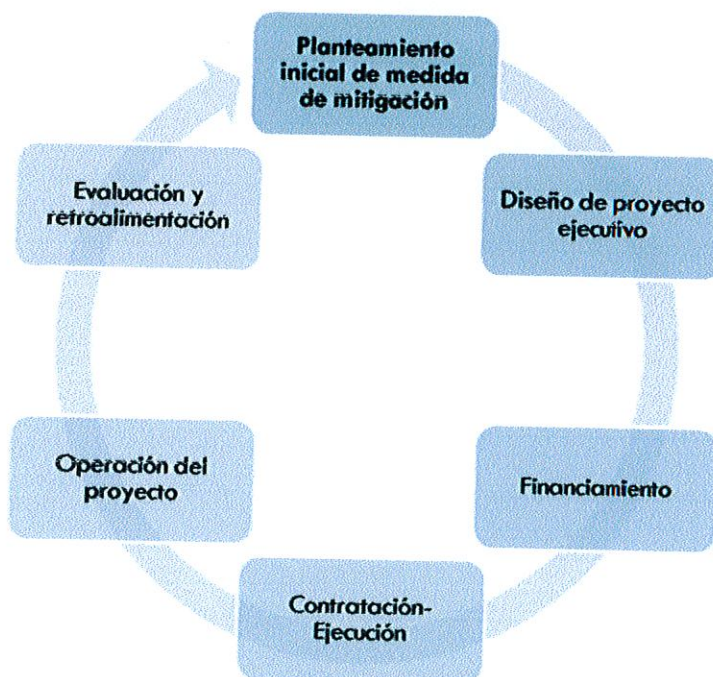 Planteamiento
inicial de medida
de mitigación
Diseño de proyecto
ejecutivo
Financiamiento
Contratación-
Ejecución
Operación del
proyecto
Evaluación y
retroalimentación